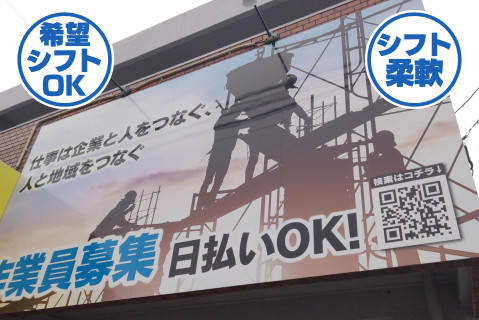 希望
シフト
OK
シフト
柔軟
仕事は企業と人をつなぐ、
人と地域をつなぐ
検索はコチラ↓
業員募集 日払いOK!